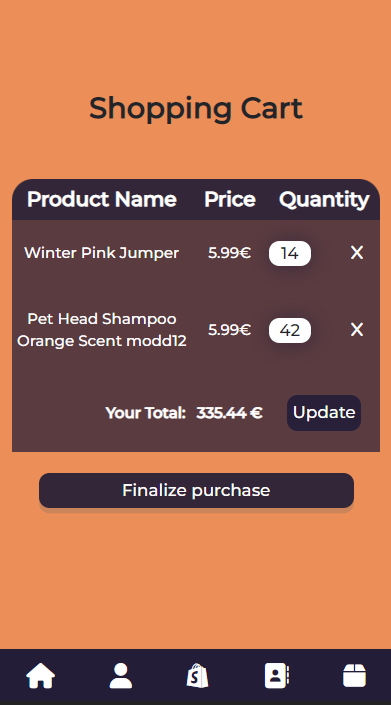 Shopping Cart
Product Name Price Quantity
Winter Pink Jumper 5.99€ 14 X
Pet Head Shampoo
Orange Scent modd12 5.99€ 42 X
Your Total: 335.44 € Update
Finalize purchase